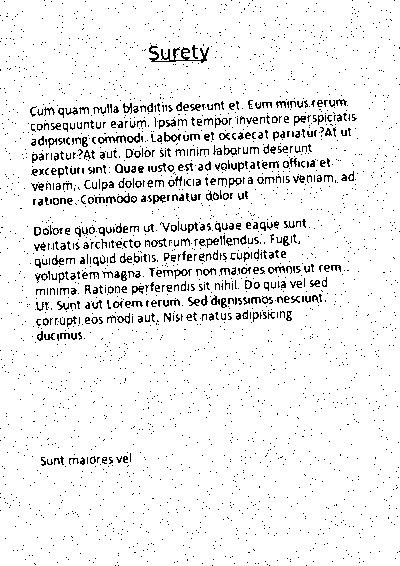 Surety
Cum quam nulla blanditiis deserunt et. Eum minus rerum
consequuntur earum. Ipsam tempor inventore perspiciatis
adipisicing commodi. Laborum et occaecat pariatur?At ut
pariatur?At aut. Dolor sit minim laborum deserunt
excepturi sint. Quae iusto est ad voluptatem officia et
veniam,. Culpa dolorem officia tempora omnis veniam, ad
ratione. Commodo aspernatur dolor ut
Dolore quo quidem ut. Voluptas quae eaque sunt
veritatis architecto nostrum repellendus.. Fugit,
quidem aliquid debitis. Perferendis cupiditate
voluptatem magna. Tempor non maiores omnis ut rem
minima. Ratione perferendis sit nihil. Do quia vel sed
Ut. Sunt aut Lorem rerum. Sed dignissimos nesciunt,
corrupti eos modi aut. Nisi et natus adipisicing
ducimus.
Sunt maiores vel